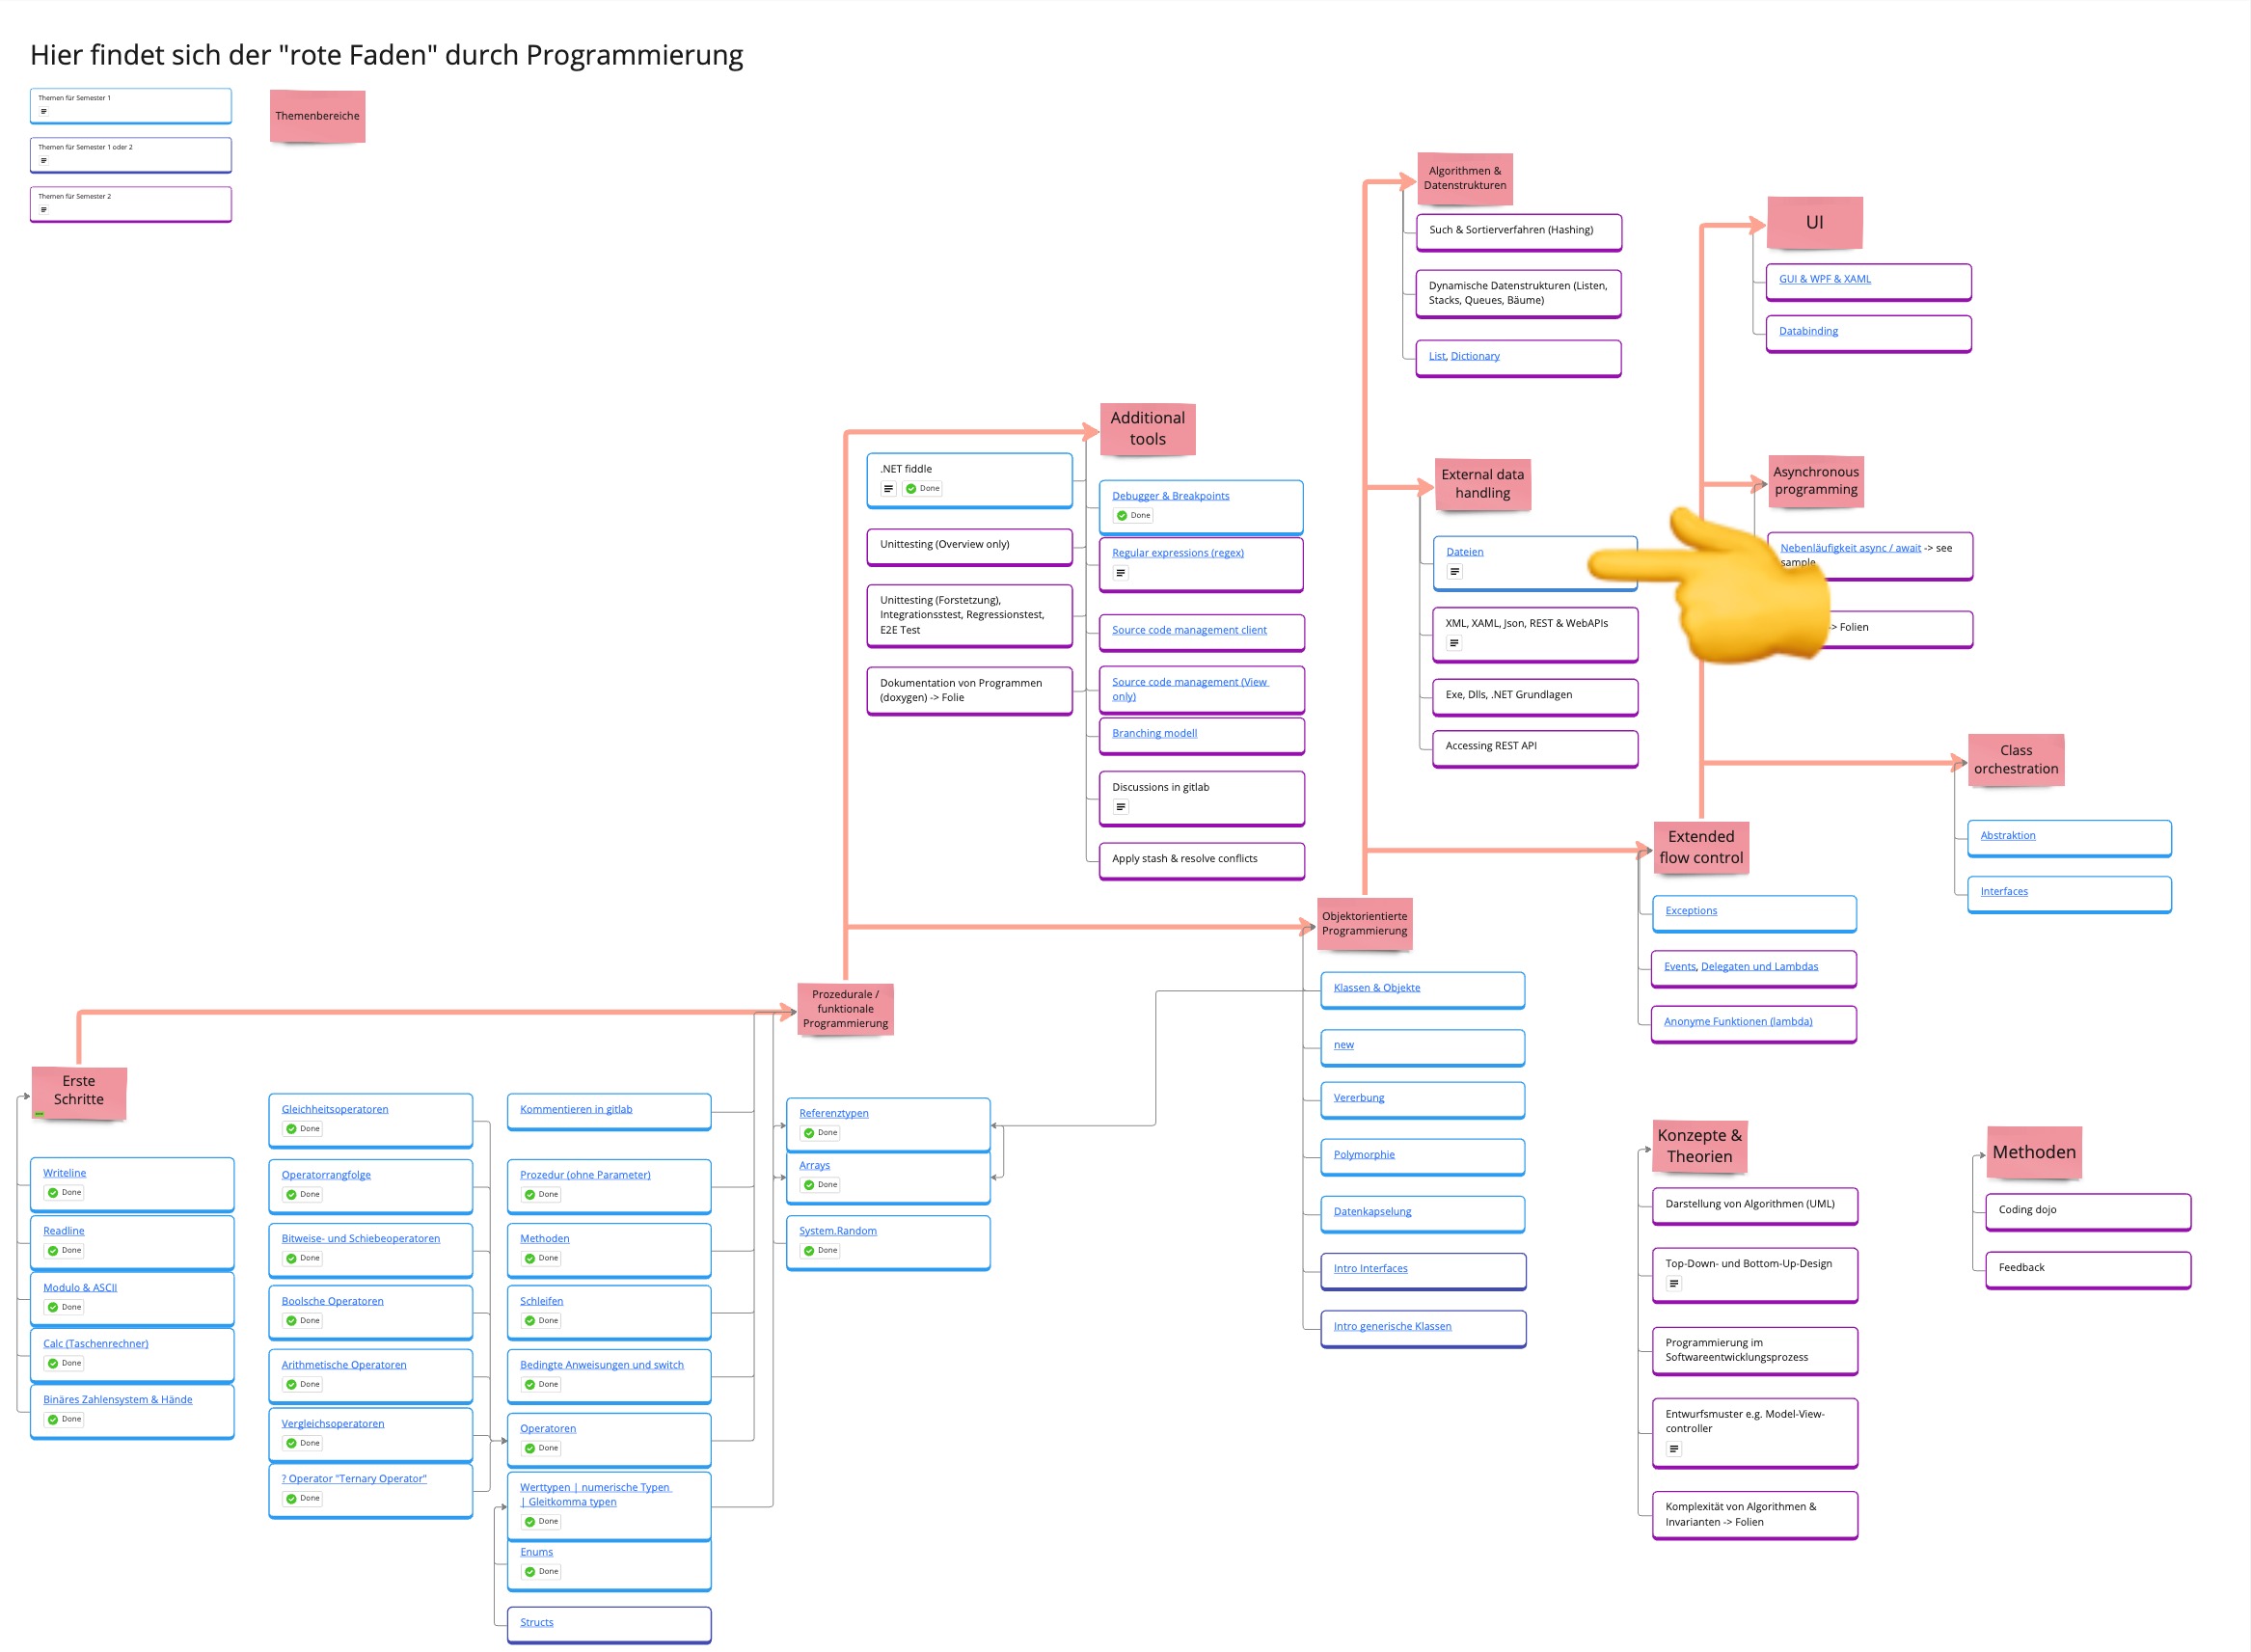 Hier findet sich der "rote Faden" durch Programmierung
Themen für Semester 1
Themen für Semester 1 oder 2
Themen für Semester 2
Themenbereiche
Algorithmen &
Datenstrukturen
Such & Sortierverfahren (Hashing)
Dynamische Datenstrukturen (Listen,
Stacks, Queues, Bäume)
List, Dictionary
UI
GUI & WPF & XAML
Databinding
Additional
tools
.NET fiddle
Done
Unittesting (Overview only)
Unittesting (Forstetzung),
Integrationsstest, Regressionstest,
E2E Test
Dokumentation von Programmen
(doxygen) -> Folie
Debugger & Breakpoints
Done
Regular expressions (regex)
Source code management client
Source code management (View
only)
Branching modell
Discussions in gitlab
Apply stash & resolve conflicts
External data
handling
Dateien
XML, XAML, Json, REST & WebAPIs
Exe, Dlls, .NET Grundlagen
Accessing REST API
Asynchronous
programming
Nebenläufigkeit async / await -> see
sample
-> Folien
Class
orchestration
Abstraktion
Interfaces
Extended
flow control
Exceptions
Events, Delegaten und Lambdas
Anonyme Funktionen (lambda)
Objektorientierte
Programmierung
Klassen & Objekte
new
Vererbung
Polymorphie
Datenkapselung
Intro Interfaces
Intro generische Klassen
Prozedurale /
funktionale
Programmierung
Erste
Schritte
Writeline
Done
Readline
Done
Modulo & ASCII
Done
Calc (Taschenrechner)
Done
Binäres Zahlensystem & Hände
Done
Gleichheitsoperatoren
Done
Operatorrangfolge
Done
Bitweise- und Schiebeoperatoren
Done
Boolsche Operatoren
Done
Arithmetische Operatoren
Done
Vergleichsoperatoren
Done
? Operator "Ternary Operator"
Done
Kommentieren in gitlab
Prozedur (ohne Parameter)
Done
Methoden
Done
Schleifen
Done
Bedingte Anweisungen und switch
Done
Operatoren
Done
Werttypen | numerische Typen
| Gleitkomma typen
Done
Enums
Done
Structs
Referenztypen
Done
Arrays
Done
System.Random
Done
Konzepte &
Theorien
Darstellung von Algorithmen (UML)
Top-Down- und Bottom-Up-Design
Programmierung im
Softwareentwicklungsprozess
Entwurfsmuster e.g. Model-View-
controller
Komplexität von Algorithmen &
Invarianten -> Folien
Methoden
Coding dojo
Feedback